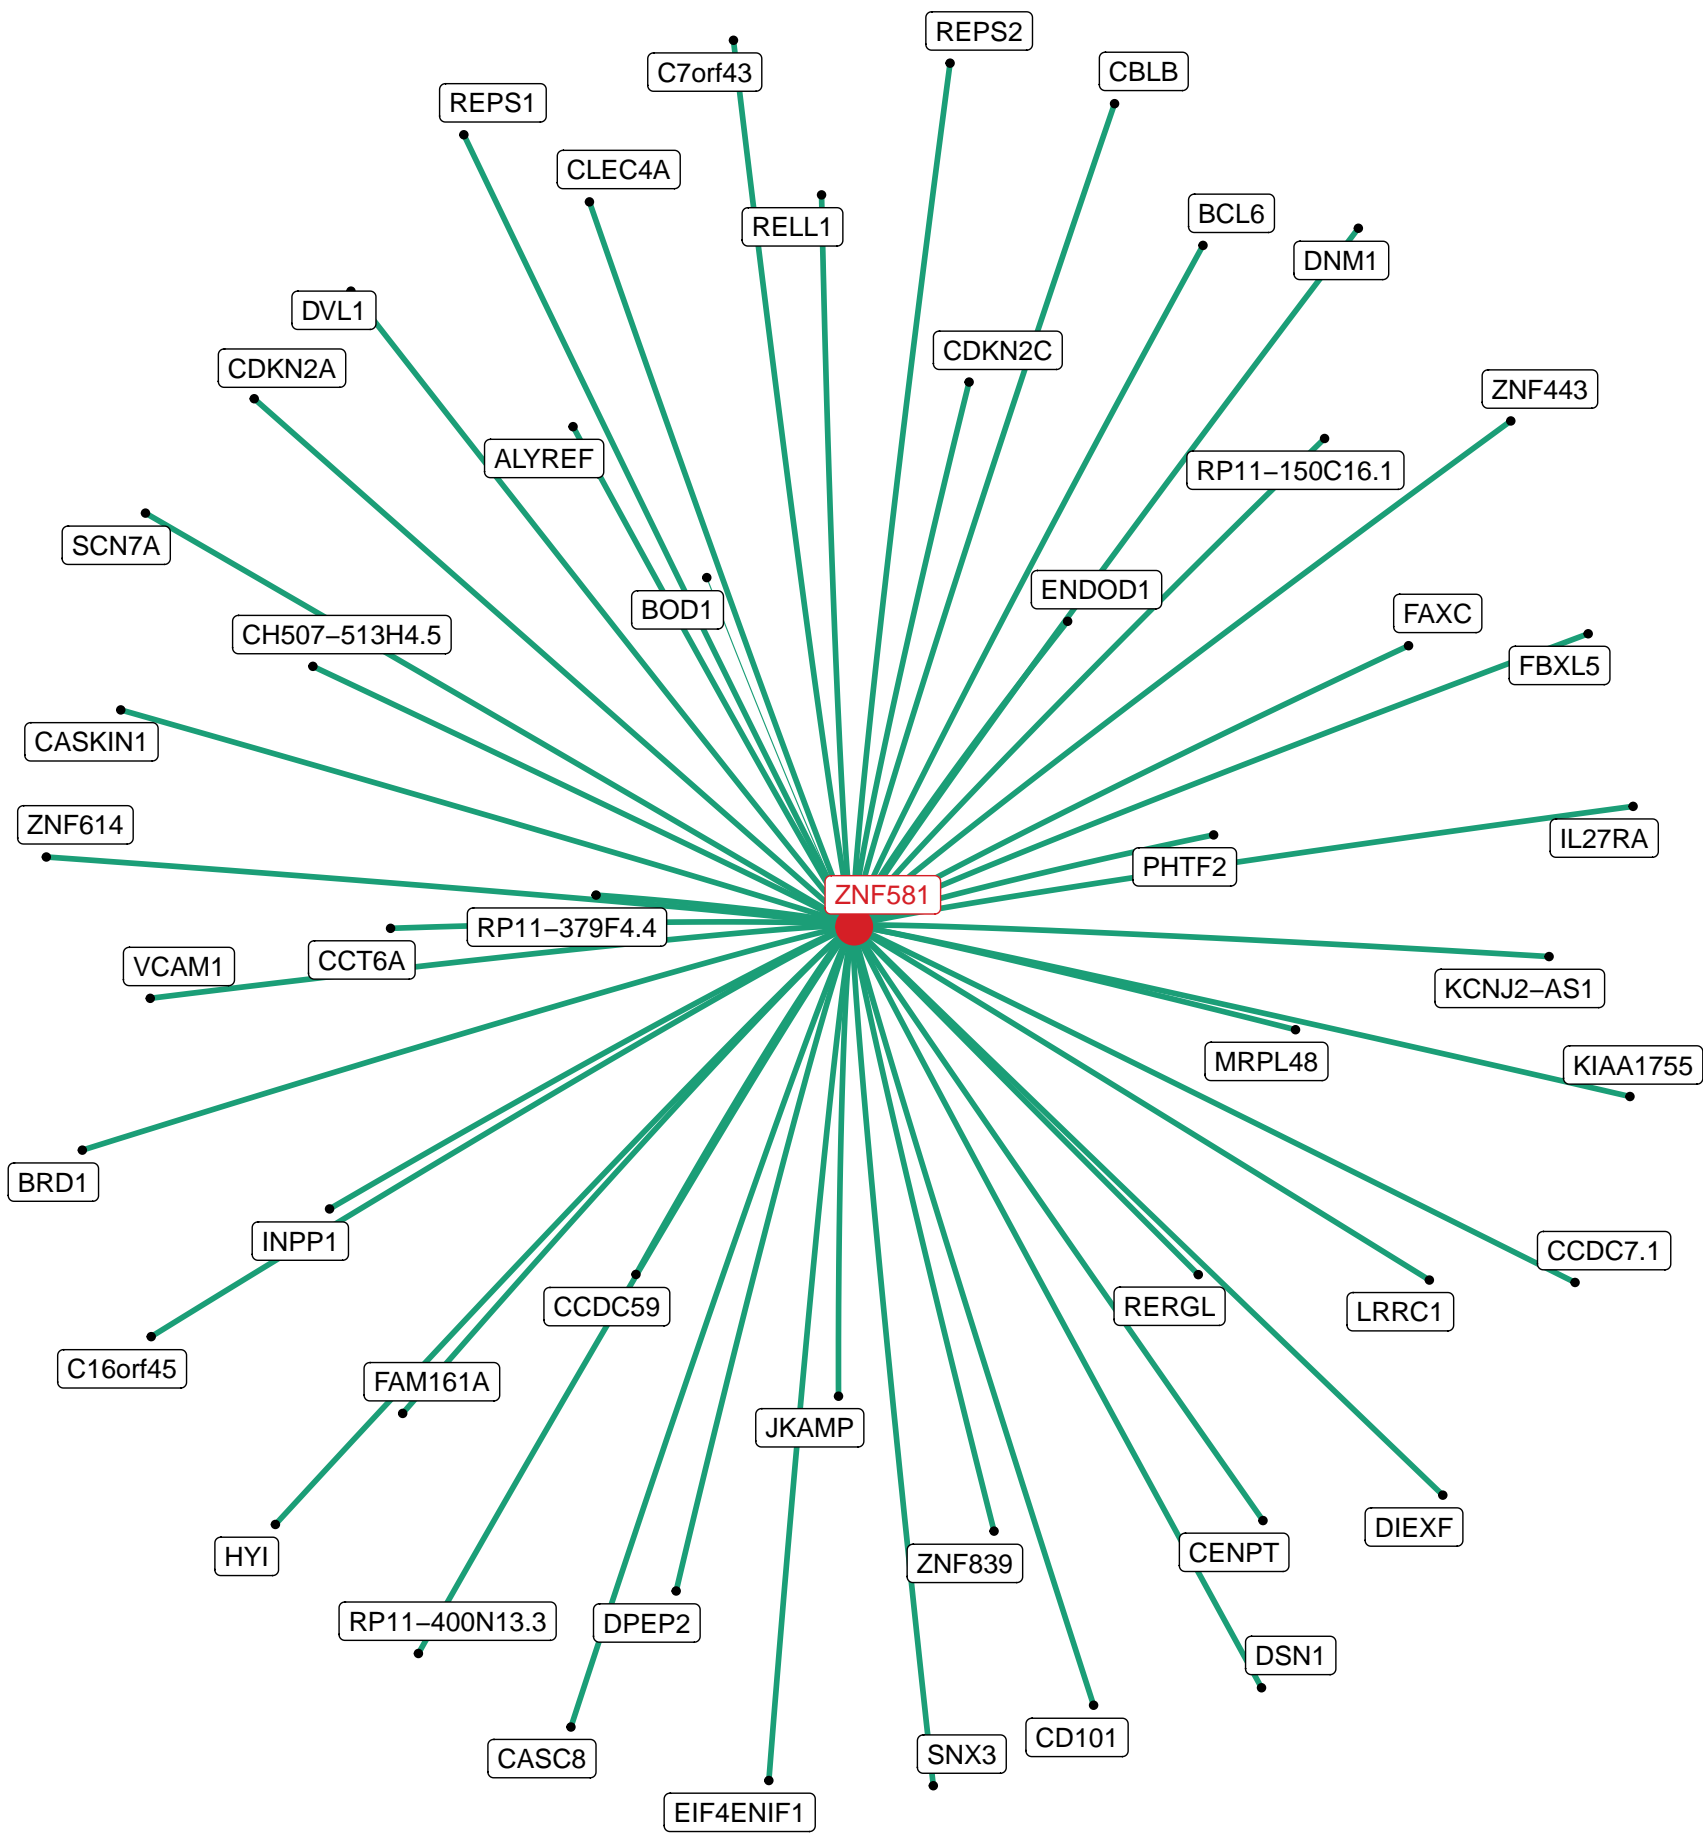 REPS2
C7orf43
CBLB
REPS1
CLEC4A
BCL6
RELL1
DNM1
DVL1
CDKN2C
CDKN2A
ZNF443
ALYREF
RP11−150C16.1
SCN7A
ENDOD1
BOD1
FAXC
CH507−513H4.5
FBXL5
CASKIN1
ZNF614
IL27RA
PHTF2
ZNF581
RP11−379F4.4
CCT6A
VCAM1
KCNJ2−AS1
MRPL48
KIAA1755
BRD1
INPP1
CCDC7.1
CCDC59
RERGL
LRRC1
C16orf45
FAM161A
JKAMP
DIEXF
CENPT
HYI
ZNF839
RP11−400N13.3
DPEP2
DSN1
CD101
SNX3
CASC8
EIF4ENIF1